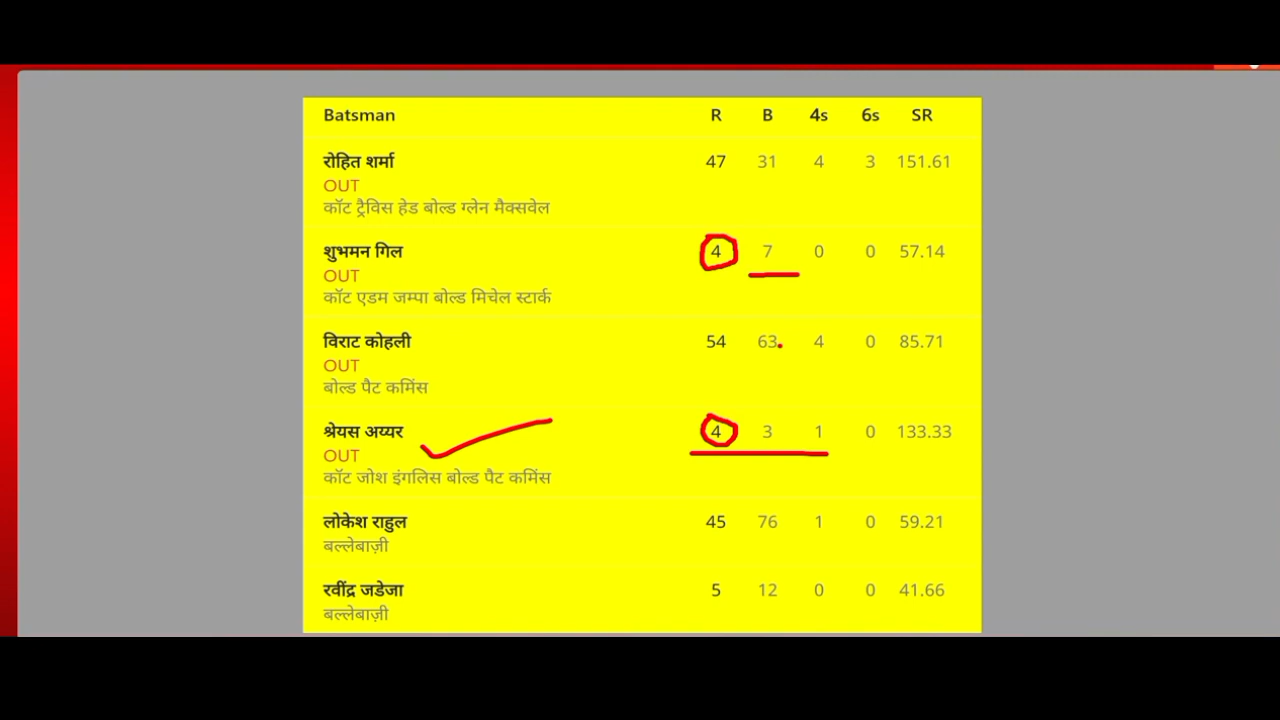 Batsman R B 4s 6s SR
रोहित शर्मा 47 31 4 3 151.61
OUT
कॉट ट्रैविस हेड बोल्ड ग्लेन मैक्सवेल
शुभमन गिल 4 7 0 0 57.14
OUT
कॉट एडम जम्पा बोल्ड मिचेल स्टार्क
विराट कोहली 54 63 4 0 85.71
OUT
बोल्ड पैट कमिंस
श्रेयस अय्यर 4 3 1 0 133.33
OUT
कॉट जोश इंगलिस बोल्ड पैट कमिंस
लोकेश राहुल 45 76 1 0 59.21
बल्लेबाज़ी
रवींद्र जडेजा 5 12 0 0 41.66
बल्लेबाज़ी